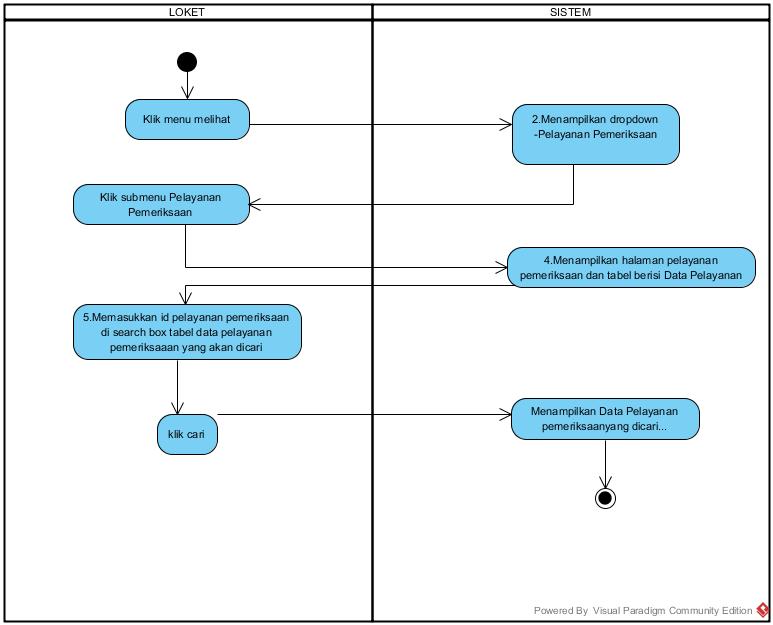 LOKET
SISTEM
Klik menu melihat
2.Menampilkan dropdown
-Pelayanan Pemeriksaan
Klik submenu Pelayanan
Pemeriksaan
4.Menampilkan halaman pelayanan
pemeriksaan dan tabel berisi Data Pelayanan
5.Memasukkan id pelayanan pemeriksaan
di search box tabel data pelayanan
pemeriksaaan yang akan dicari
klik cari
Menampilkan Data Pelayanan
pemeriksaanyang dicari...
Powered By Visual Paradigm Community Edition